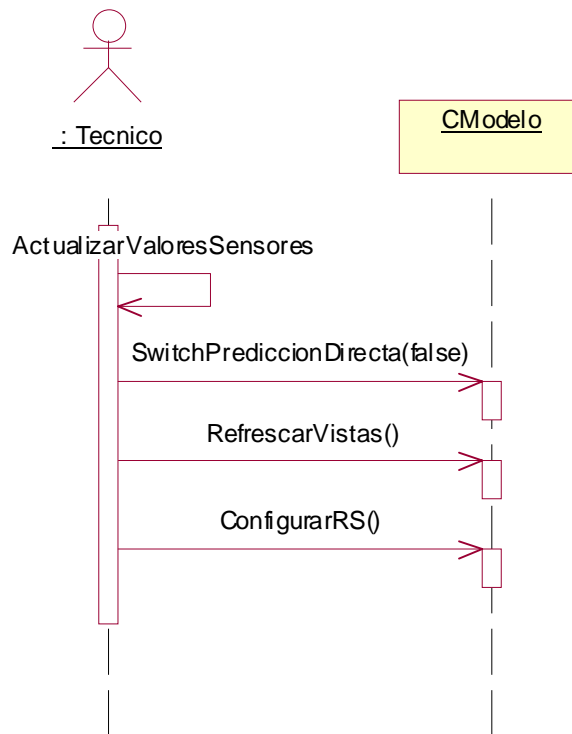 : Tecnico
CModelo
ActualizarValoresSensores
SwitchPrediccionDirecta(false)
RefrescarVistas()
ConfigurarRS()